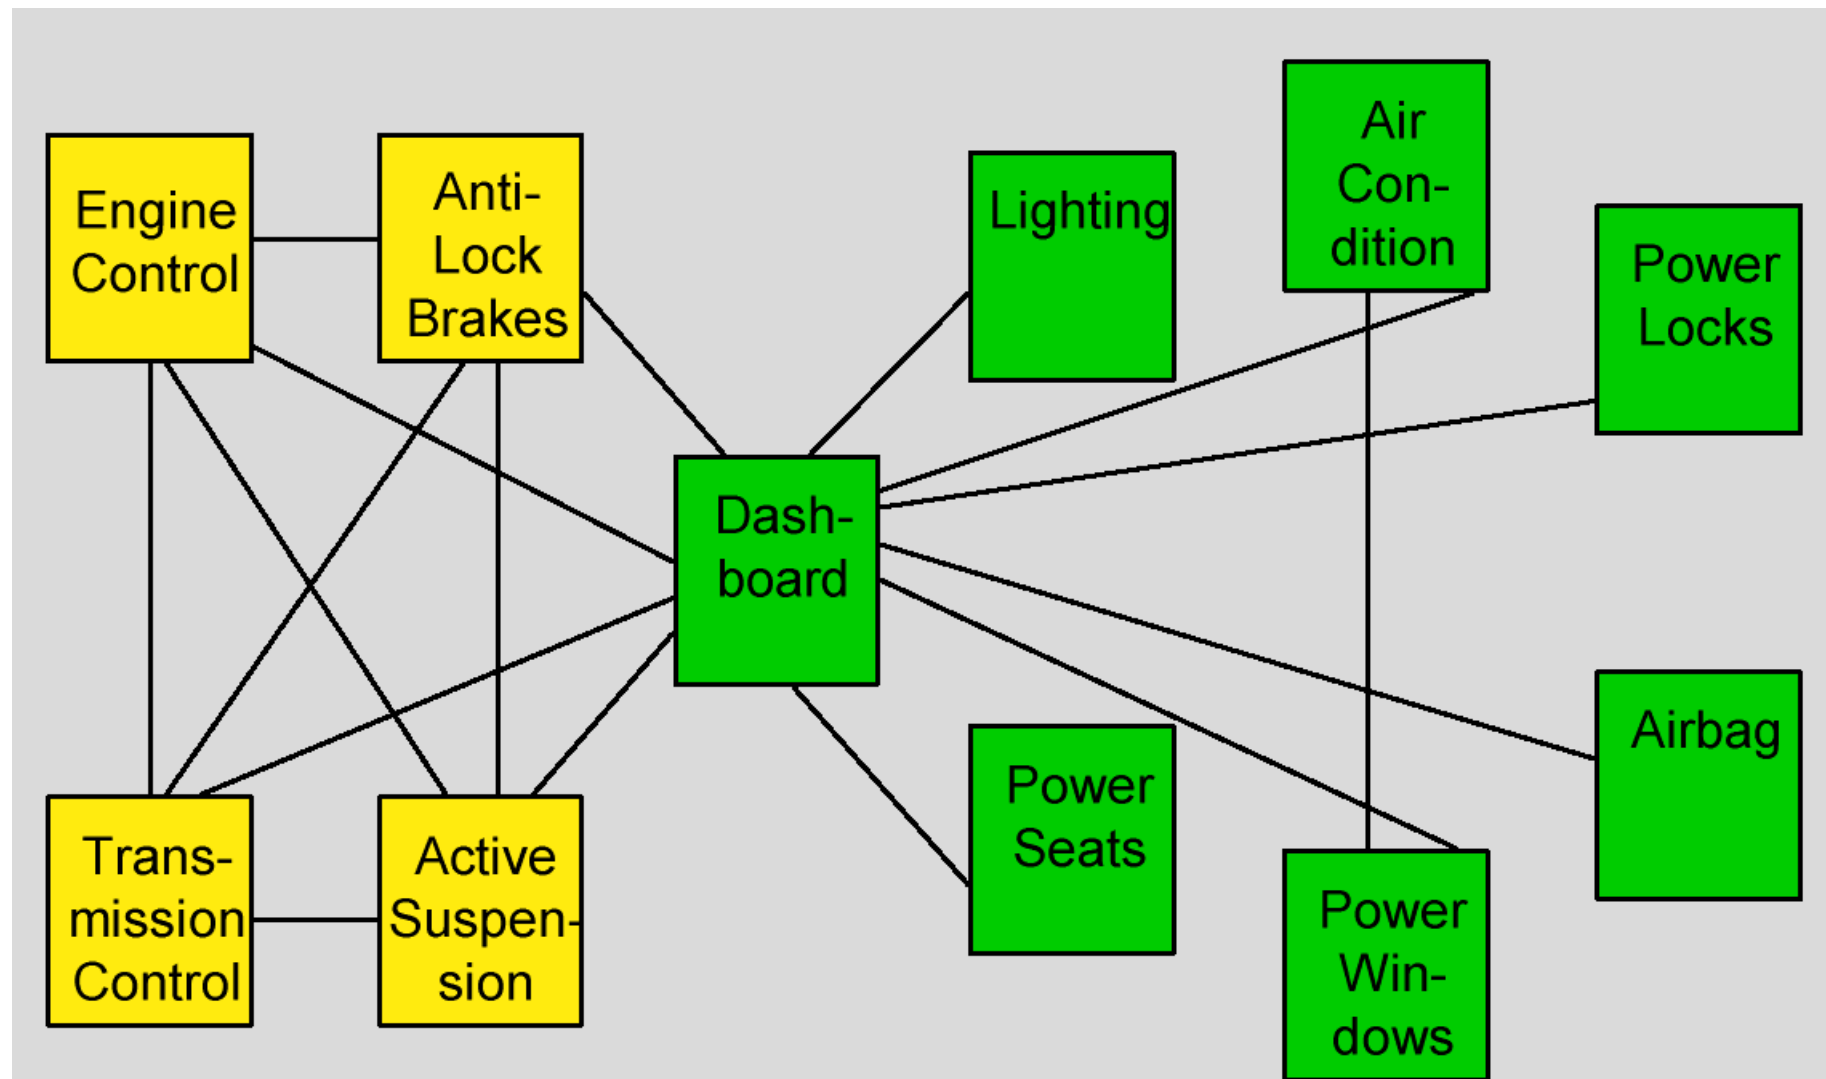 Engine
Control
Anti-
Lock
Brakes
Lighting
Air
Con-
dition
Power
Locks
Dash-
board
Trans-
mission
Control
Active
Suspen-
sion
Power
Seats
Power
Win-
dows
Airbag